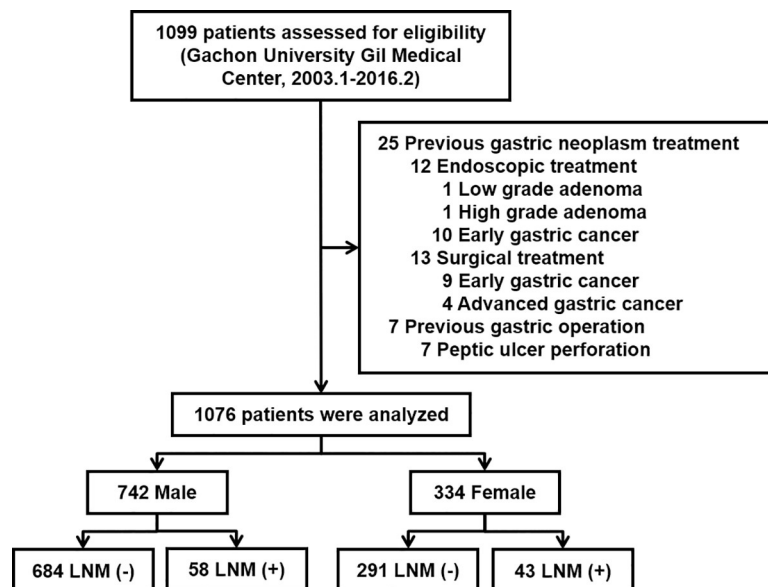 1099 patients assessed for eligibility
(Gachon University Gil Medical
Center, 2003.1-2016.2)
25 Previous gastric neoplasm treatment
12 Endoscopic treatment
1 Low grade adenoma
1 High grade adenoma
10 Early gastric cancer
13 Surgical treatment
9 Early gastric cancer
4 Advanced gastric cancer
7 Previous gastric operation
7 Peptic ulcer perforation
1076 patients were analyzed
742 Male
334 Female
684 LNM (-)
58 LNM (+)
291 LNM (-)
43 LNM (+)